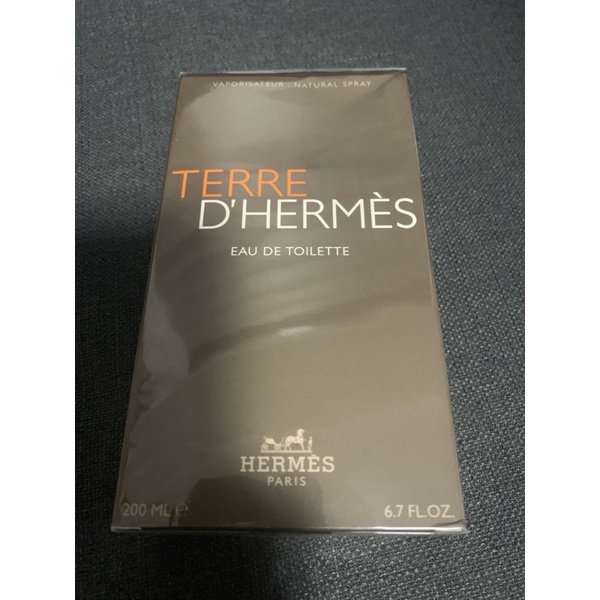 VAPORISATEUR . NATURAL SPRAY
TERRE
D'HERMÈS
EAU DE TOILETTE
HERMÈS
PARIS
200 ML e 6.7 FL.OZ.